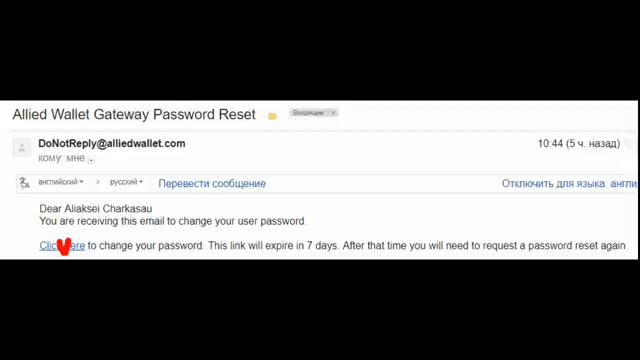 Allied Wallet Gateway Password Reset Входящие x
DoNotReply@alliedwallet.com 10:44 (5 ч. назад)
кому: мне
английский > русский Перевести сообщение Отключить для языка: англи
Dear Aliaksei Charkasau
You are receiving this email to change your user password.
Click here to change your password. This link will expire in 7 days. After that time you will need to request a password reset again.